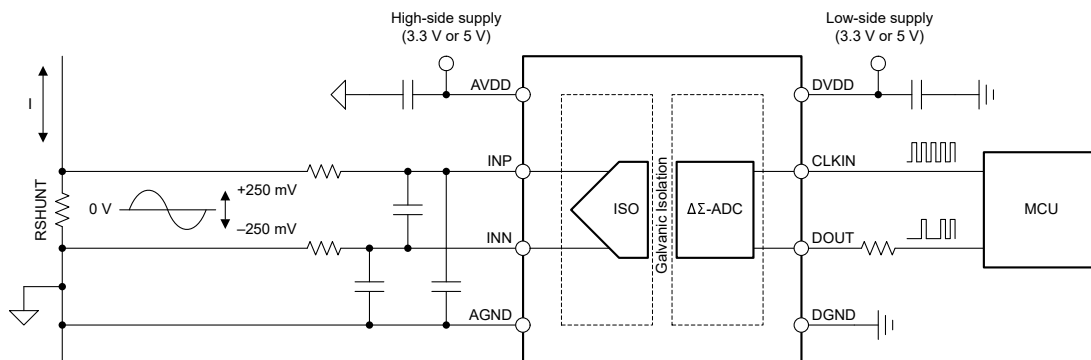 High-side supply
(3.3 V or 5 V)
Low-side supply
(3.3 V or 5 V)
AVDD
DVDD
I
INP
CLKIN
RSHUNT
0 V
+250 mV
–250 mV
ISO
Galvanic Isolation
ΔΣ-ADC
MCU
INN
DOUT
AGND
DGND